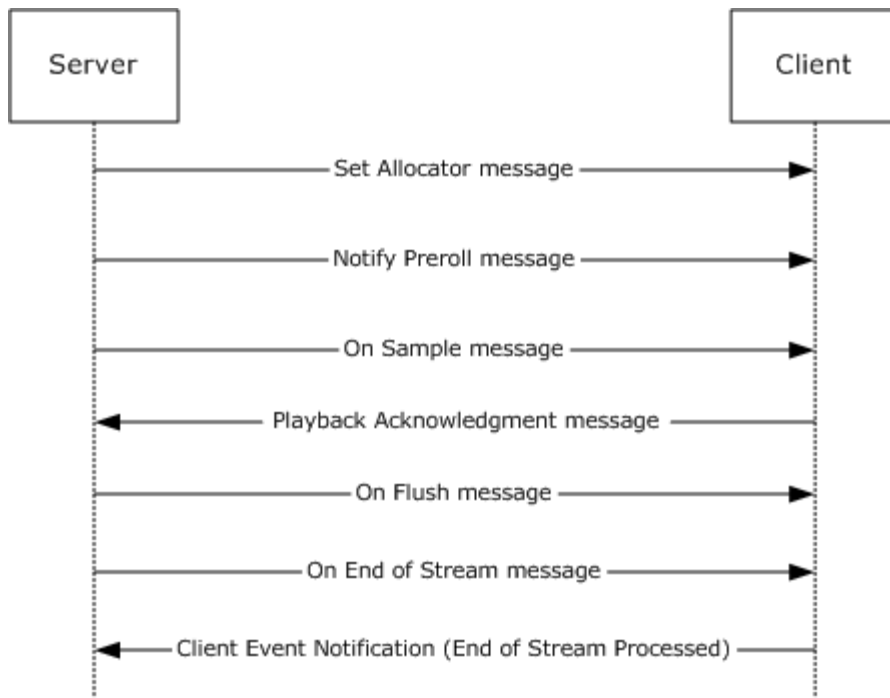 Server
Client
Set Allocator message
Notify Preroll message
On Sample message
Playback Acknowledgment message
On Flush message
On End of Stream message
Client Event Notification (End of Stream Processed)